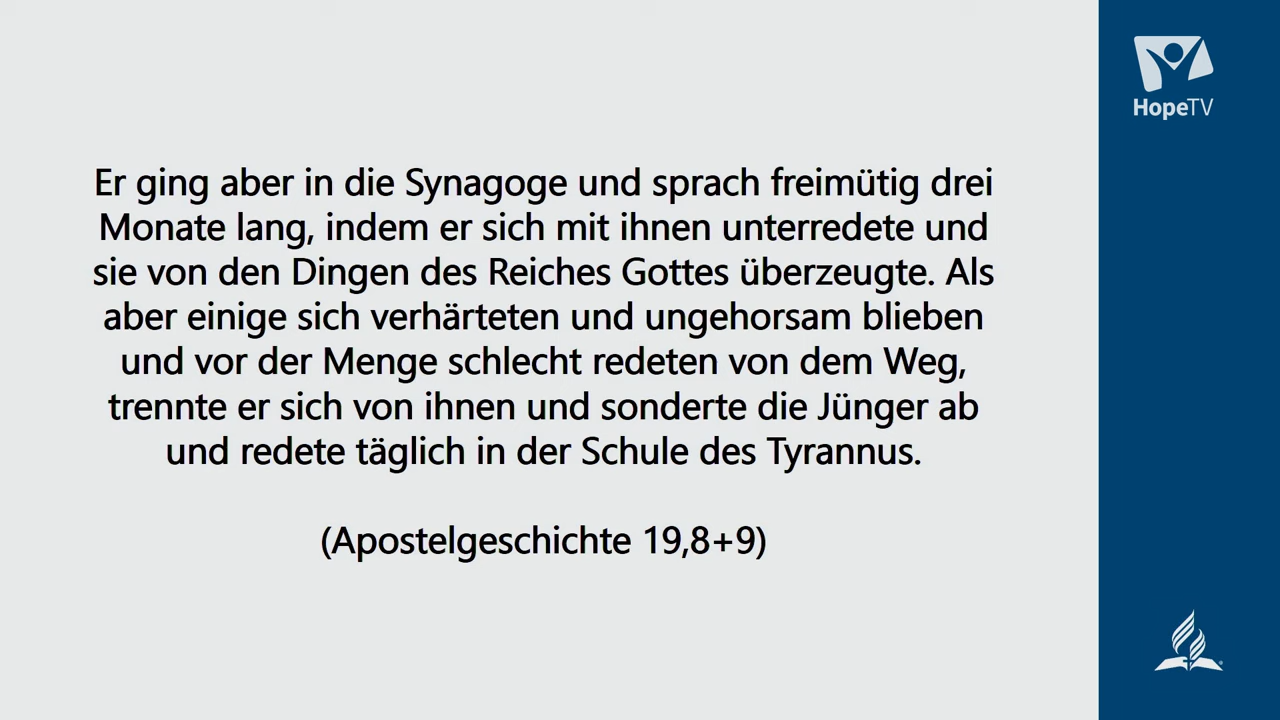 HopeTV
Er ging aber in die Synagoge und sprach freimütig drei
Monate lang, indem er sich mit ihnen unterredete und
sie von den Dingen des Reiches Gottes überzeugte. Als
aber einige sich verhärteten und ungehorsam blieben
und vor der Menge schlecht redeten von dem Weg,
trennte er sich von ihnen und sonderte die Jünger ab
und redete täglich in der Schule des Tyrannus.
(Apostelgeschichte 19,8+9)